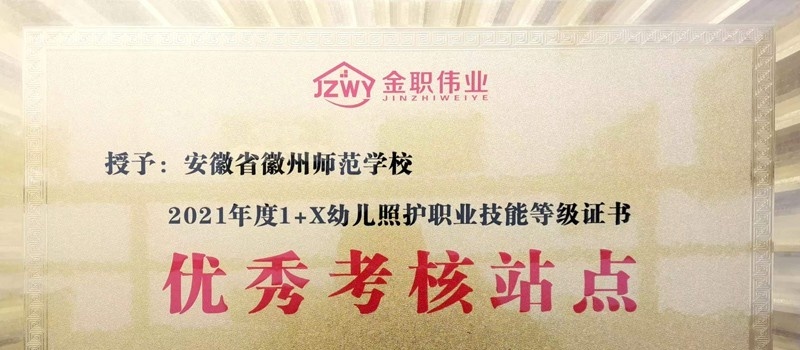 JZWY 金职伟业
JINZHIWEIYE
授予：安徽省徽州师范学校
2021年度1+X幼儿照护职业技能等级证书
优秀考核站点